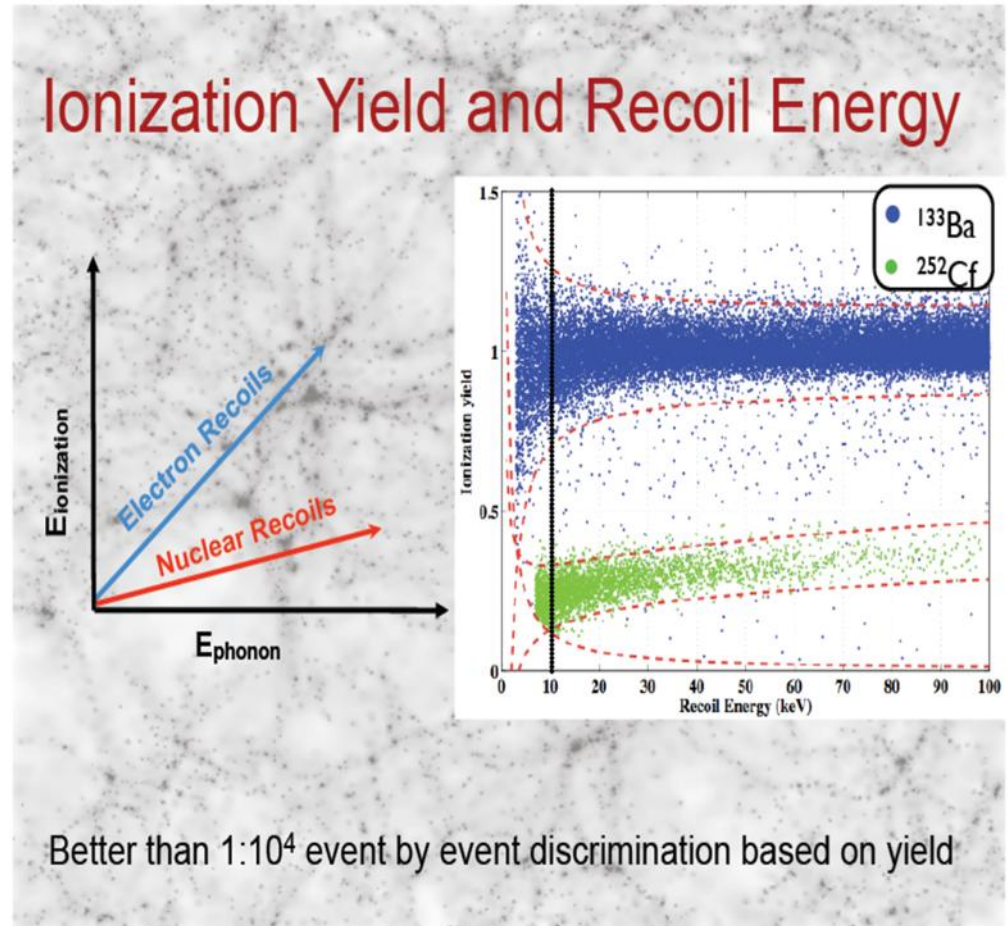 Ionization Yield and Recoil Energy
Eionization
Electron Recoils
Nuclear Recoils
Ephonon
133Ba
252Cf
1.5
1
0.5
0
Ionization yield
0 10 20 30 40 50 60 70 80 90 100
Recoil Energy (keV)
Better than 1:10⁴ event by event discrimination based on yield